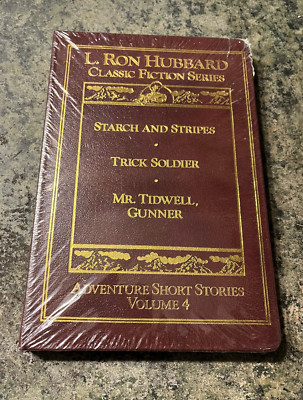 L. RON HUBBARD
CLASSIC FICTION SERIES
STARCH AND STRIPES
•
TRICK SOLDIER
•
MR. TIDWELL,
GUNNER
ADVENTURE SHORT STORIES
VOLUME 4